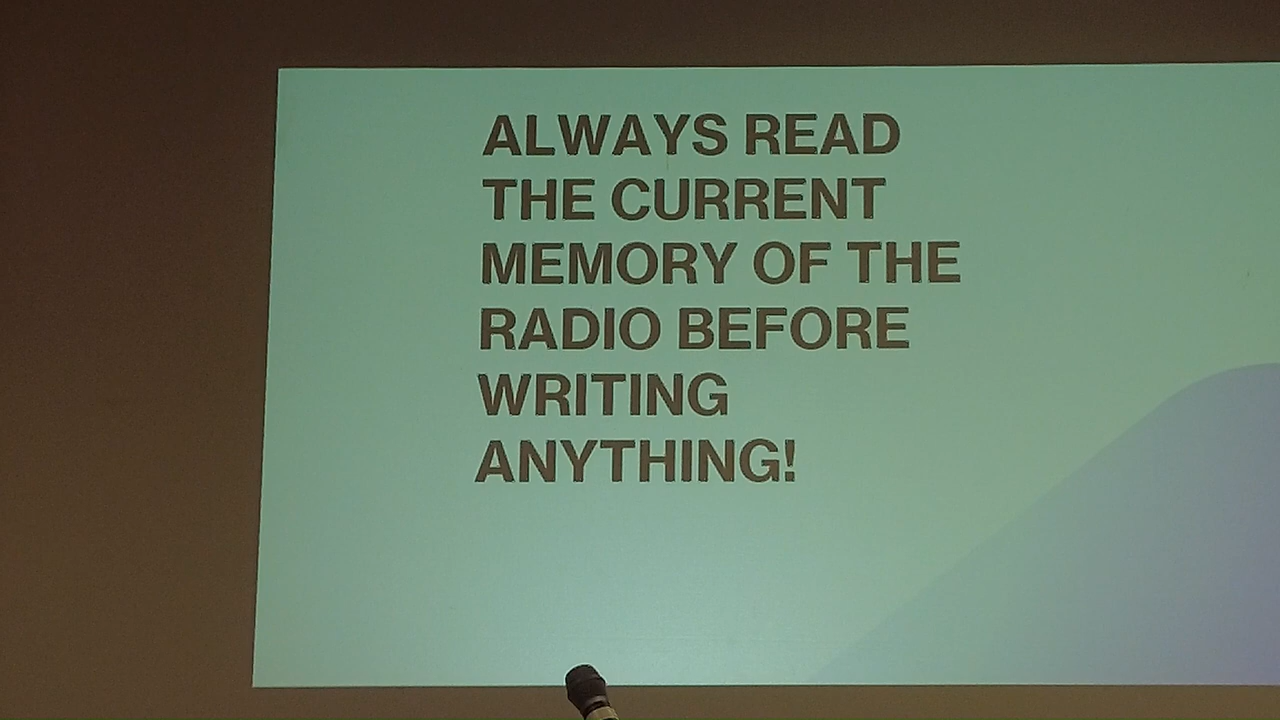 ALWAYS READ
THE CURRENT
MEMORY OF THE
RADIO BEFORE
WRITING
ANYTHING!